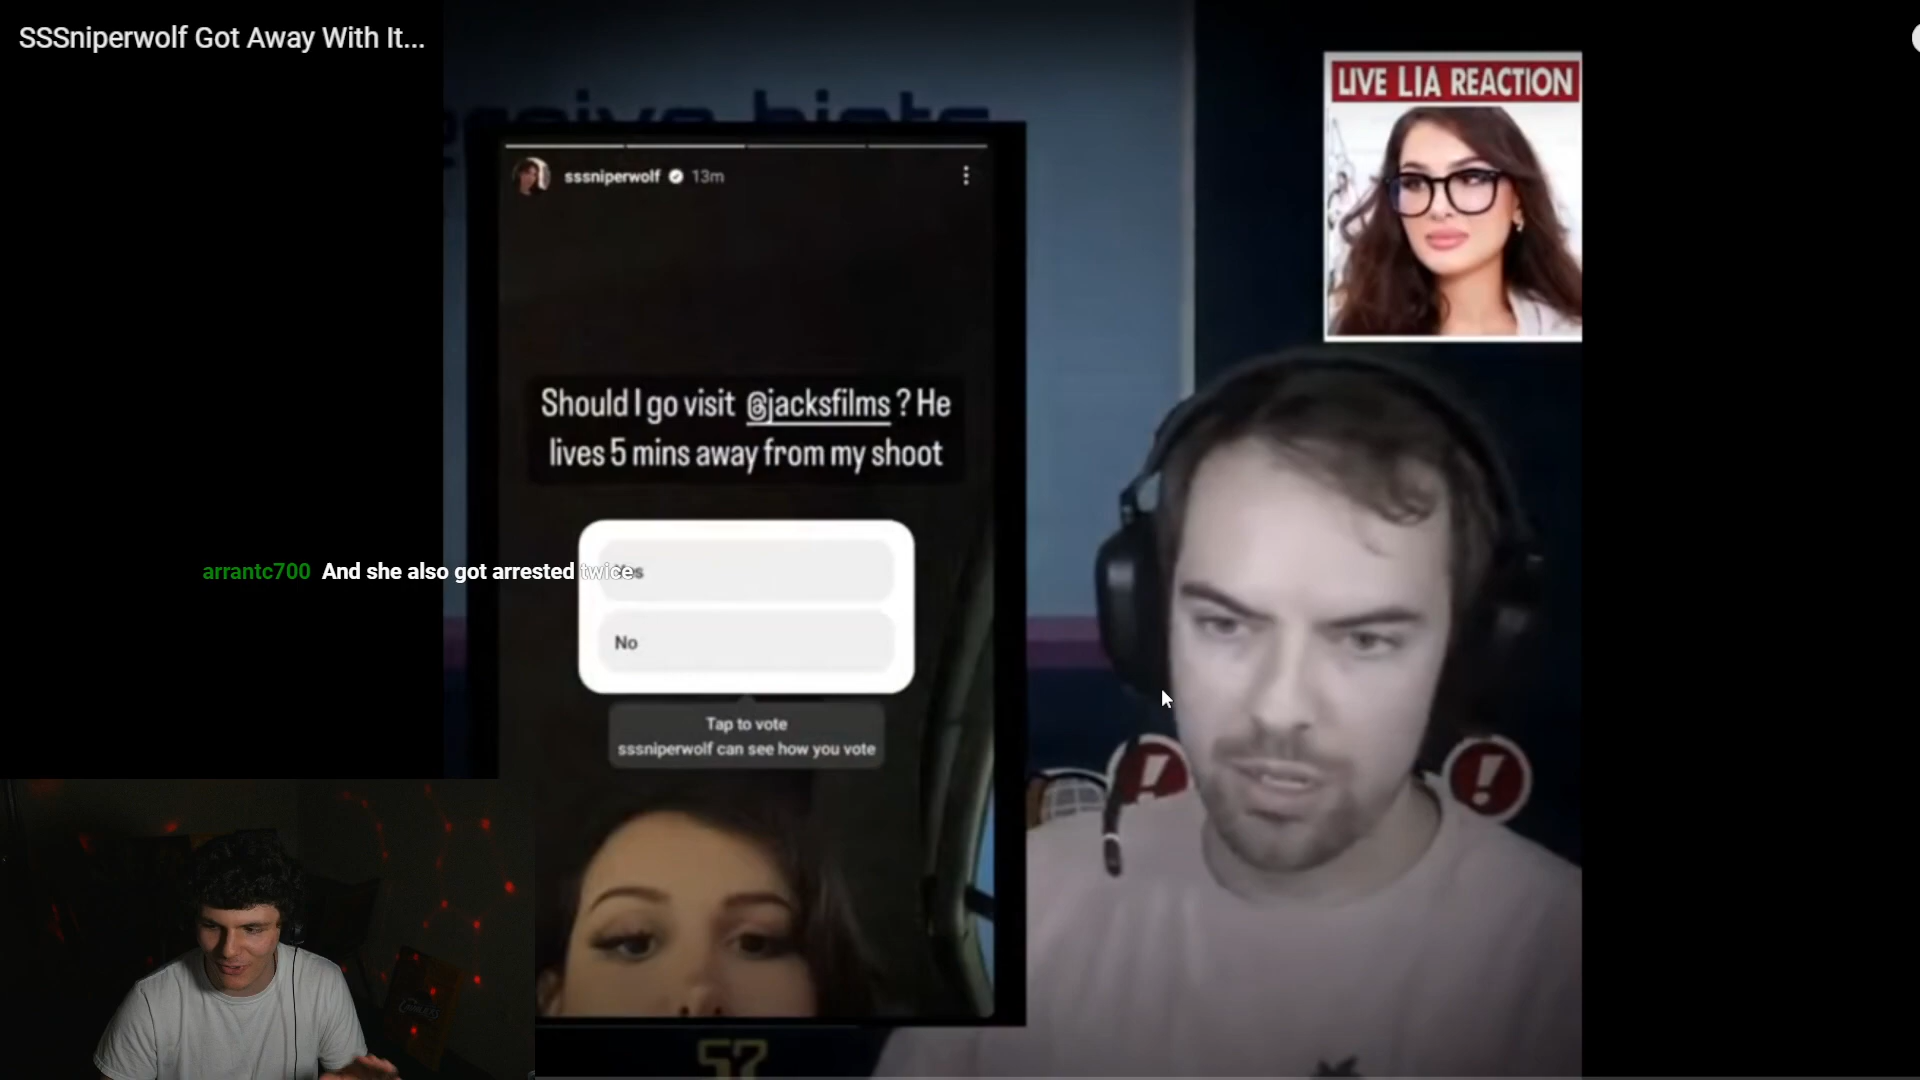 SSSniperwolf Got Away With It...
LIVE LIA REACTION
sssniperwolf 13m
Should I go visit @jacksfilms ? He
lives 5 mins away from my shoot
arrantc700 And she also got arrested twice
No
Tap to vote
sssniperwolf can see how you vote
57